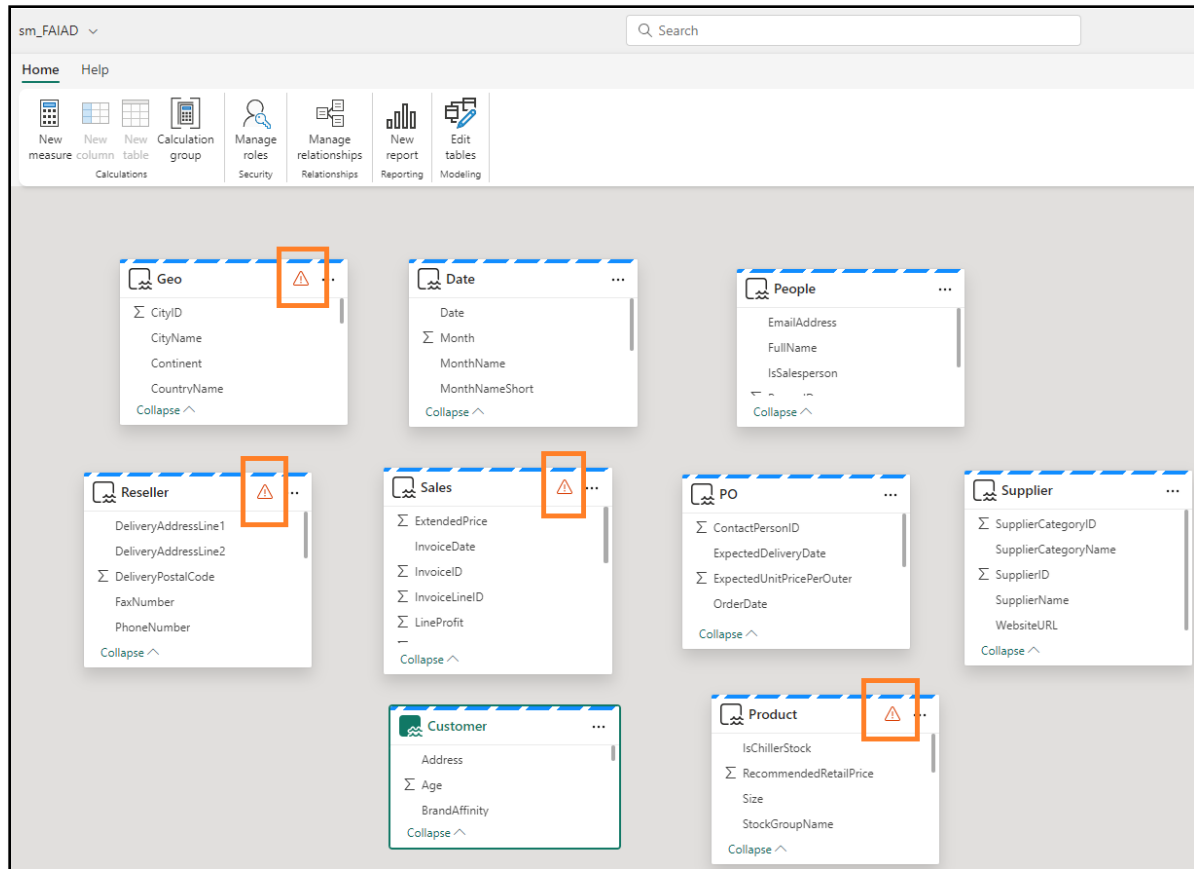 sm_FAIAD
Search
Home Help
New measure
New column
New table
Calculation group
Manage roles
Manage relationships
New report
Edit tables
Calculations
Security
Relationships
Reporting
Modeling
Geo
Σ CityID
CityName
Continent
CountryName
Collapse
Date
Date
Σ Month
MonthName
MonthNameShort
Collapse
People
EmailAddress
FullName
IsSalesperson
Collapse
Reseller
DeliveryAddressLine1
DeliveryAddressLine2
Σ DeliveryPostalCode
FaxNumber
PhoneNumber
Collapse
Sales
Σ ExtendedPrice
InvoiceDate
Σ InvoiceID
Σ InvoiceLineID
Σ LineProfit
Collapse
PO
Σ ContactPersonID
ExpectedDeliveryDate
Σ ExpectedUnitPricePerOuter
OrderDate
Collapse
Supplier
Σ SupplierCategoryID
SupplierCategoryName
Σ SupplierID
SupplierName
WebsiteURL
Collapse
Customer
Address
Σ Age
BrandAffinity
Collapse
Product
IsChillerStock
Σ RecommendedRetailPrice
Size
StockGroupName
Collapse